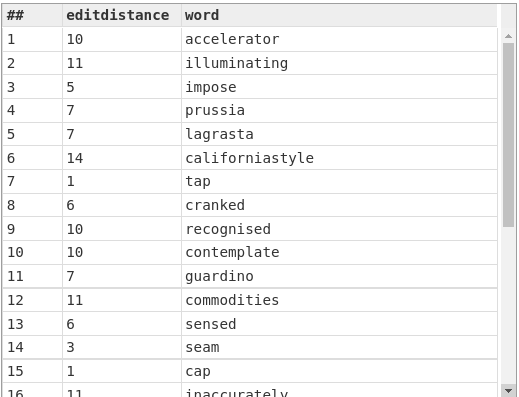 ## editdistance word
1 10 accelerator
2 11 illuminating
3 5 impose
4 7 prussia
5 7 lagrasta
6 14 californiastyle
7 1 tap
8 6 cranked
9 10 recognised
10 10 contemplate
11 7 guardino
12 11 commodities
13 6 sensed
14 3 seam
15 1 cap
16 11 inaccurately